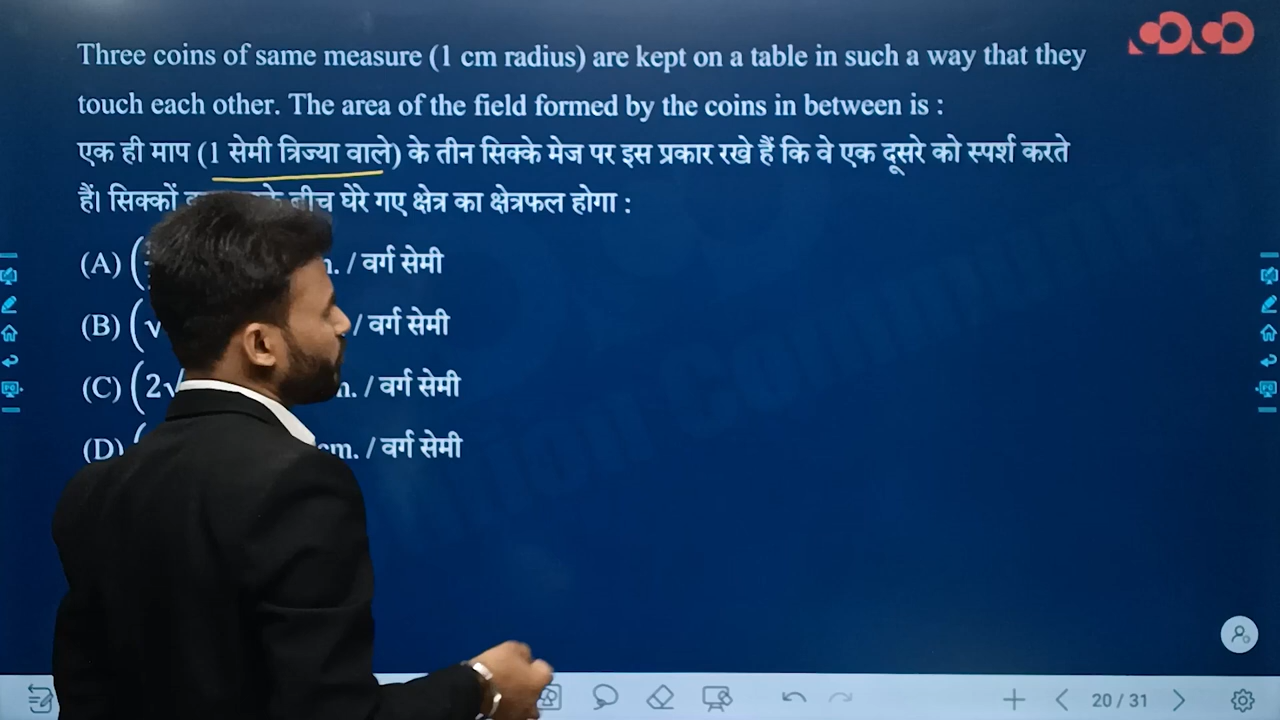 Three coins of same measure (1 cm radius) are kept on a table in such a way that they
touch each other. The area of the field formed by the coins in between is :
एक ही माप (1 सेमी त्रिज्या वाले) के तीन सिक्के मेज पर इस प्रकार रखे हैं कि वे एक दूसरे को स्पर्श करते
हैं। सिक्कों बीच घेरे गए क्षेत्र का क्षेत्रफल होगा :
(A) ( / वर्ग सेमी
(B) (√ / वर्ग सेमी
(C) (2√ / वर्ग सेमी
(D) ( cm. / वर्ग सेमी
20 / 31